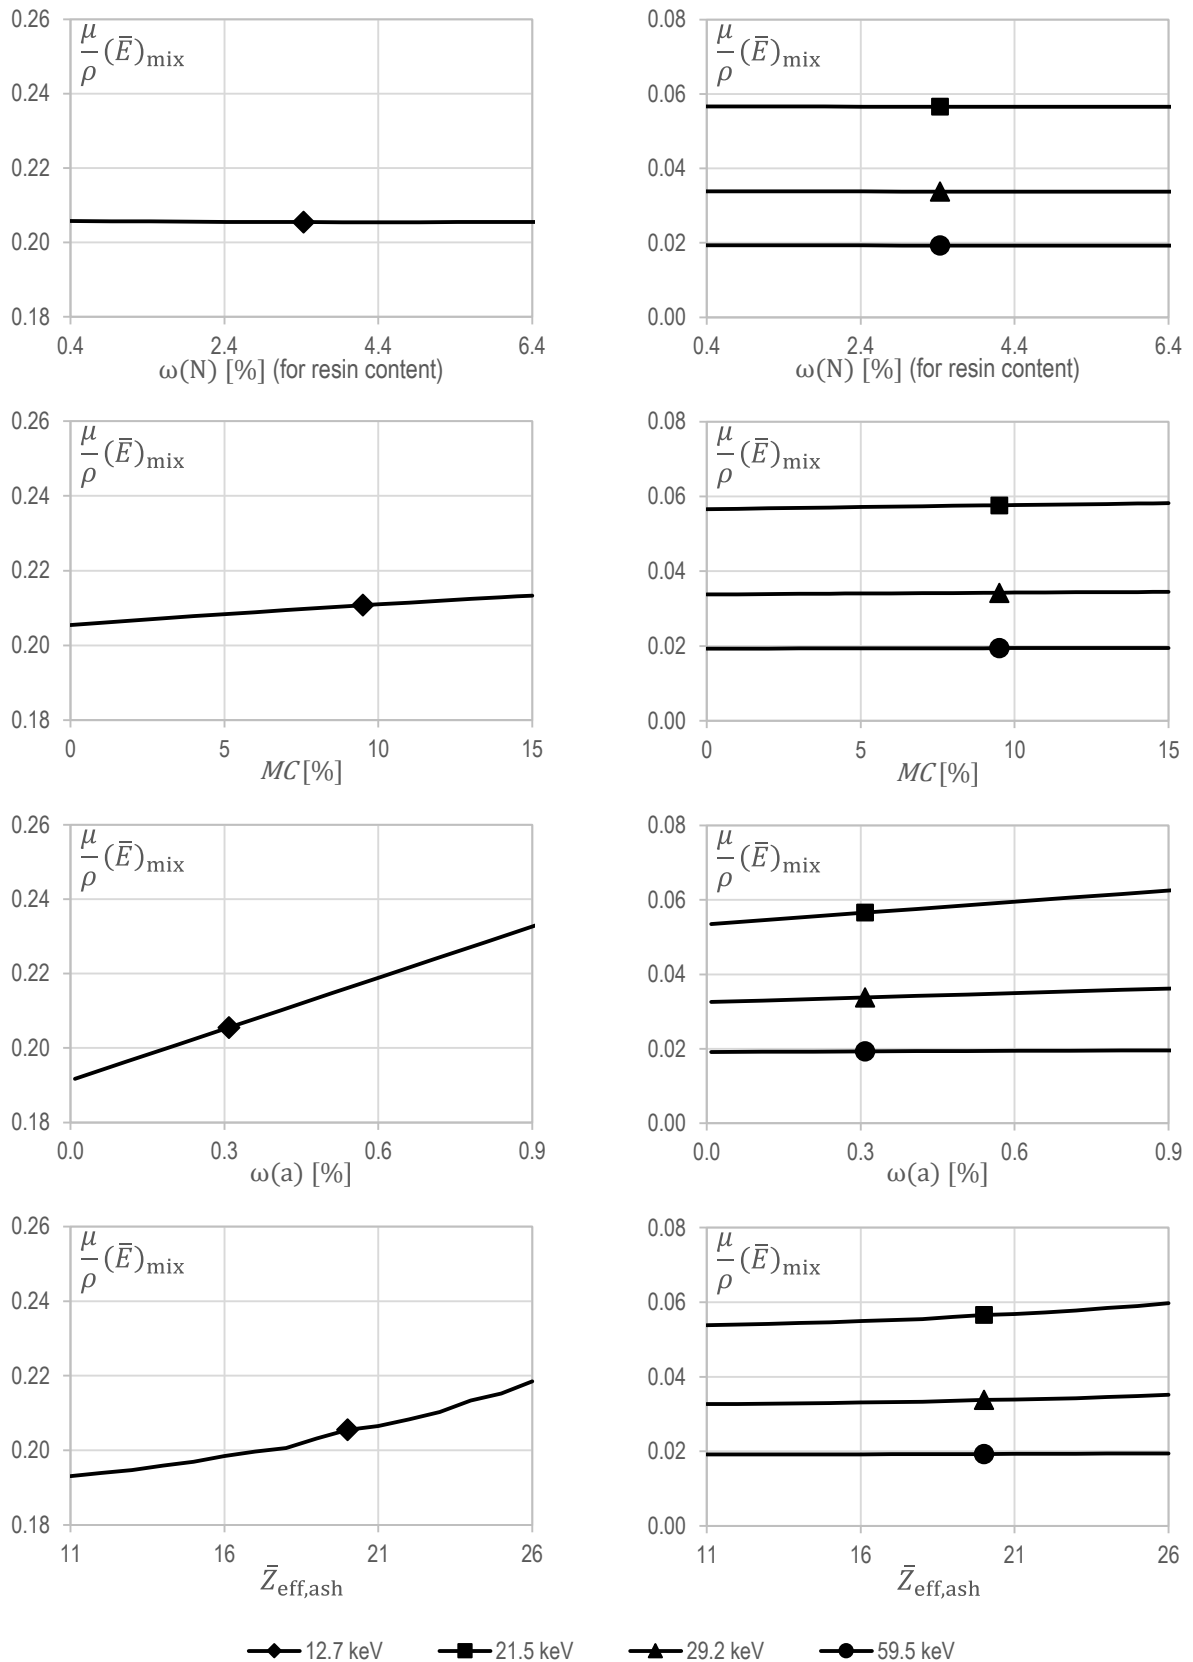 0.26
0.24
0.22
0.20
0.18
μ/ρ (E̅)mix
0.4 2.4 4.4 6.4
ω(N) [%] (for resin content)
0.08
0.06
0.04
0.02
0.00
μ/ρ (E̅)mix
0.4 2.4 4.4 6.4
ω(N) [%] (for resin content)
0.26
0.24
0.22
0.20
0.18
μ/ρ (E̅)mix
0 5 10 15
MC [%]
0.08
0.06
0.04
0.02
0.00
μ/ρ (E̅)mix
0 5 10 15
MC [%]
0.26
0.24
0.22
0.20
0.18
μ/ρ (E̅)mix
0.0 0.3 0.6 0.9
ω(a) [%]
0.08
0.06
0.04
0.02
0.00
μ/ρ (E̅)mix
0.0 0.3 0.6 0.9
ω(a) [%]
0.26
0.24
0.22
0.20
0.18
μ/ρ (E̅)mix
11 16 21 26
Z̅eff,ash
0.08
0.06
0.04
0.02
0.00
μ/ρ (E̅)mix
11 16 21 26
Z̅eff,ash
12.7 keV 21.5 keV 29.2 keV 59.5 keV